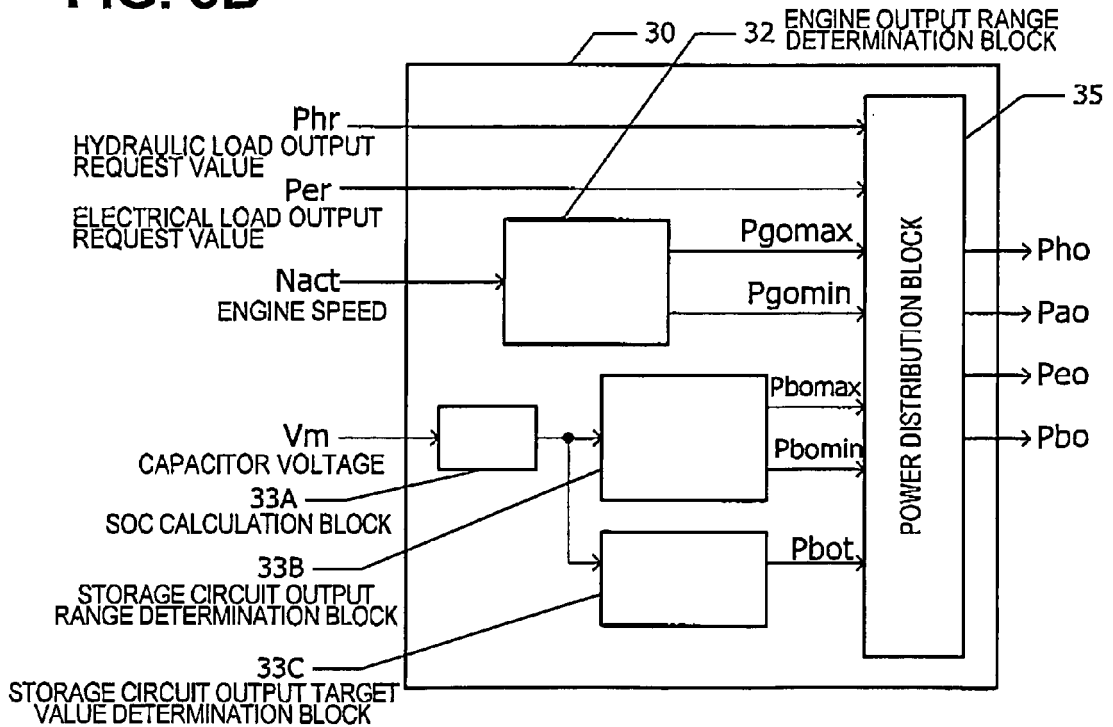 30
32 ENGINE OUTPUT RANGE
DETERMINATION BLOCK
35
Phr
HYDRAULIC LOAD OUTPUT
REQUEST VALUE
Per
ELECTRICAL LOAD OUTPUT
REQUEST VALUE
Nact
ENGINE SPEED
Pgomax
Pgomin
Vm
CAPACITOR VOLTAGE
33A
SOC CALCULATION BLOCK
33B
STORAGE CIRCUIT OUTPUT
RANGE DETERMINATION BLOCK
33C
STORAGE CIRCUIT OUTPUT TARGET
VALUE DETERMINATION BLOCK
Pbomax
Pbomin
Pbot
POWER DISTRIBUTION BLOCK
Pho
Pao
Peo
Pbo